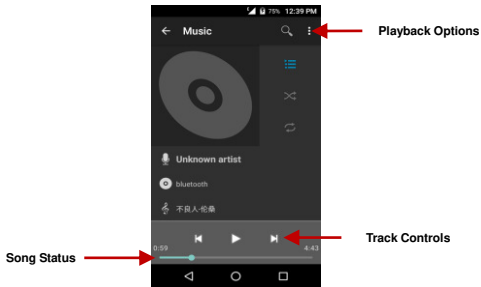 75% 12:39 PM
Music
Playback Options
Unknown artist
bluetooth
不良人-伦桑
Track Controls
0:59
4:43
Song Status